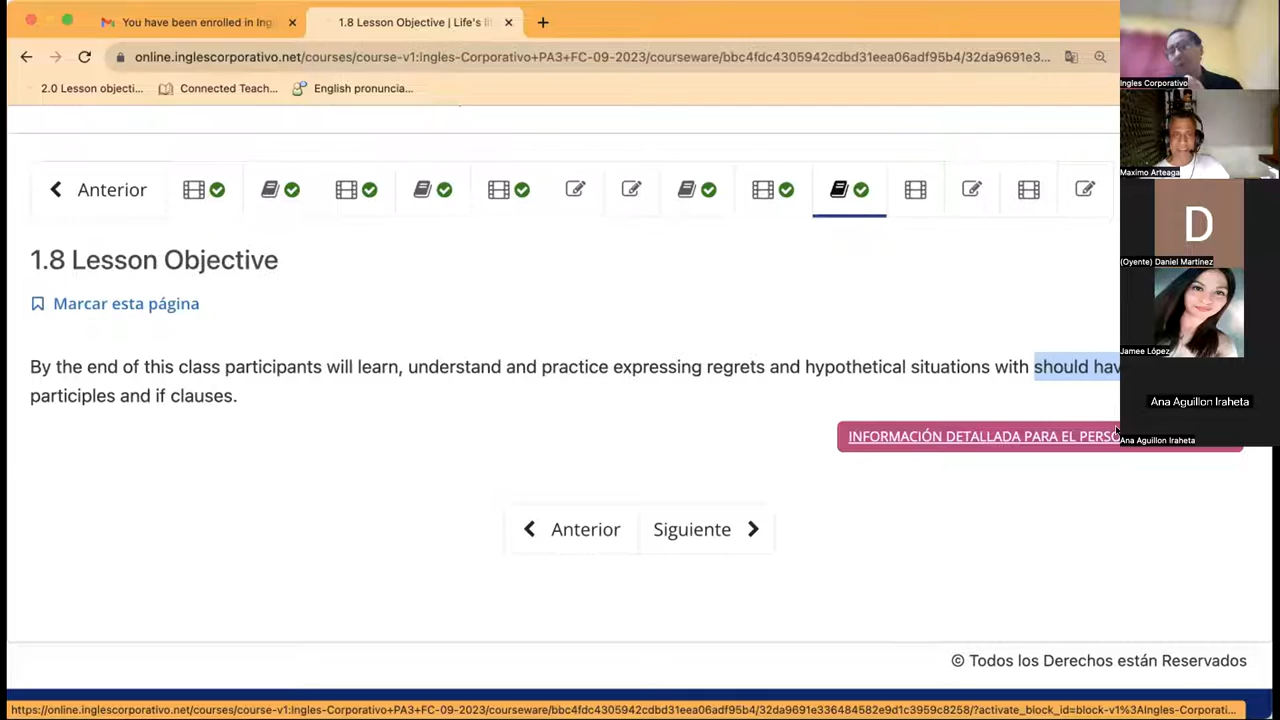 You have been enrolled in Ing
1.8 Lesson Objective | Life's li
online.inglescorporativo.net/courses/course-v1:Ingles-Corporativo+PA3+FC-09-2023/courseware/bbc4fdc4305942cdbd31eea06adf95b4/32da9691e3...
2.0 Lesson objecti...
Connected Teach...
English pronuncia...
Anterior
1.8 Lesson Objective
Marcar esta página
By the end of this class participants will learn, understand and practice expressing regrets and hypothetical situations with should hav
participles and if clauses.
INFORMACIÓN DETALLADA PARA EL PERSO
Anterior
Siguiente
© Todos los Derechos están Reservados
https://online.inglescorporativo.net/courses/course-v1:Ingles-Corporativo+PA3+FC-09-2023/courseware/bbc4fdc4305942cdbd31eea06adf95b4/32da9691e336484582e9d1c3959c8258/?activate_block_id=block-v1%3AIngles-Corporati...
Ingles Corporativo
Maximo Arteaga
D
(Oyente) Daniel Martinez
Jamee López
Ana Aguillon Iraheta
Ana Aguillon Iraheta